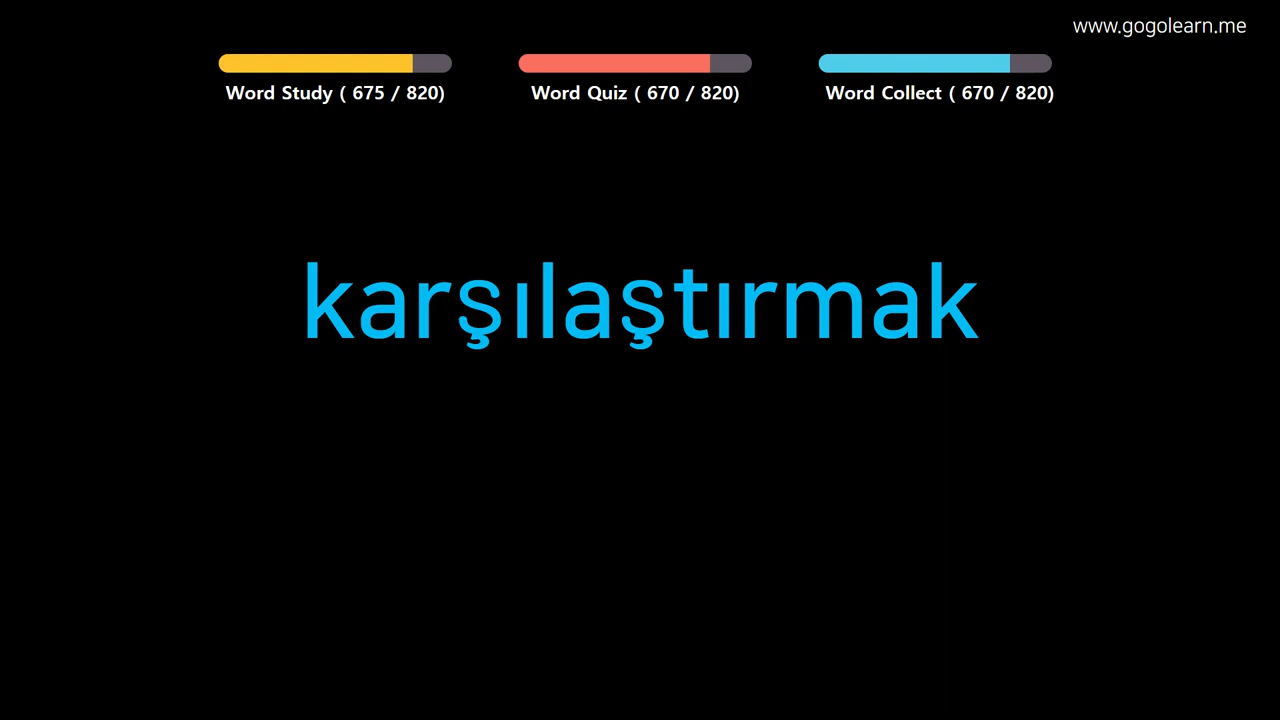 www.gogolearn.me
Word Study ( 675 / 820)
Word Quiz ( 670 / 820)
Word Collect ( 670 / 820)
karşılaştırmak